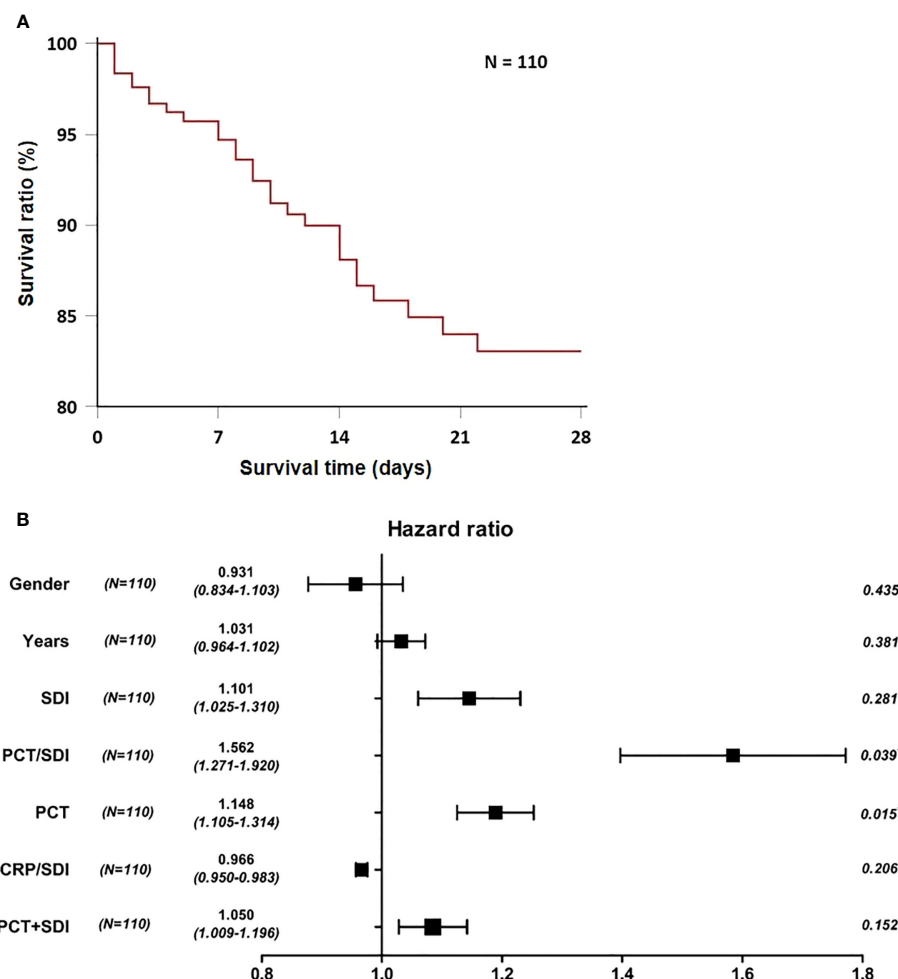 A
100
95
90
85
80
Survival ratio (%)
N = 110
0 7 14 21 28
Survival time (days)
B
Hazard ratio
Gender (N=110) 0.931 (0.834-1.103) 0.435
Years (N=110) 1.031 (0.964-1.102) 0.381
SDI (N=110) 1.101 (1.025-1.310) 0.281
PCT/SDI (N=110) 1.562 (1.271-1.920) 0.039
PCT (N=110) 1.148 (1.105-1.314) 0.015
CRP/SDI (N=110) 0.966 (0.950-0.983) 0.206
PCT+SDI (N=110) 1.050 (1.009-1.196) 0.152
0.8 1.0 1.2 1.4 1.6 1.8